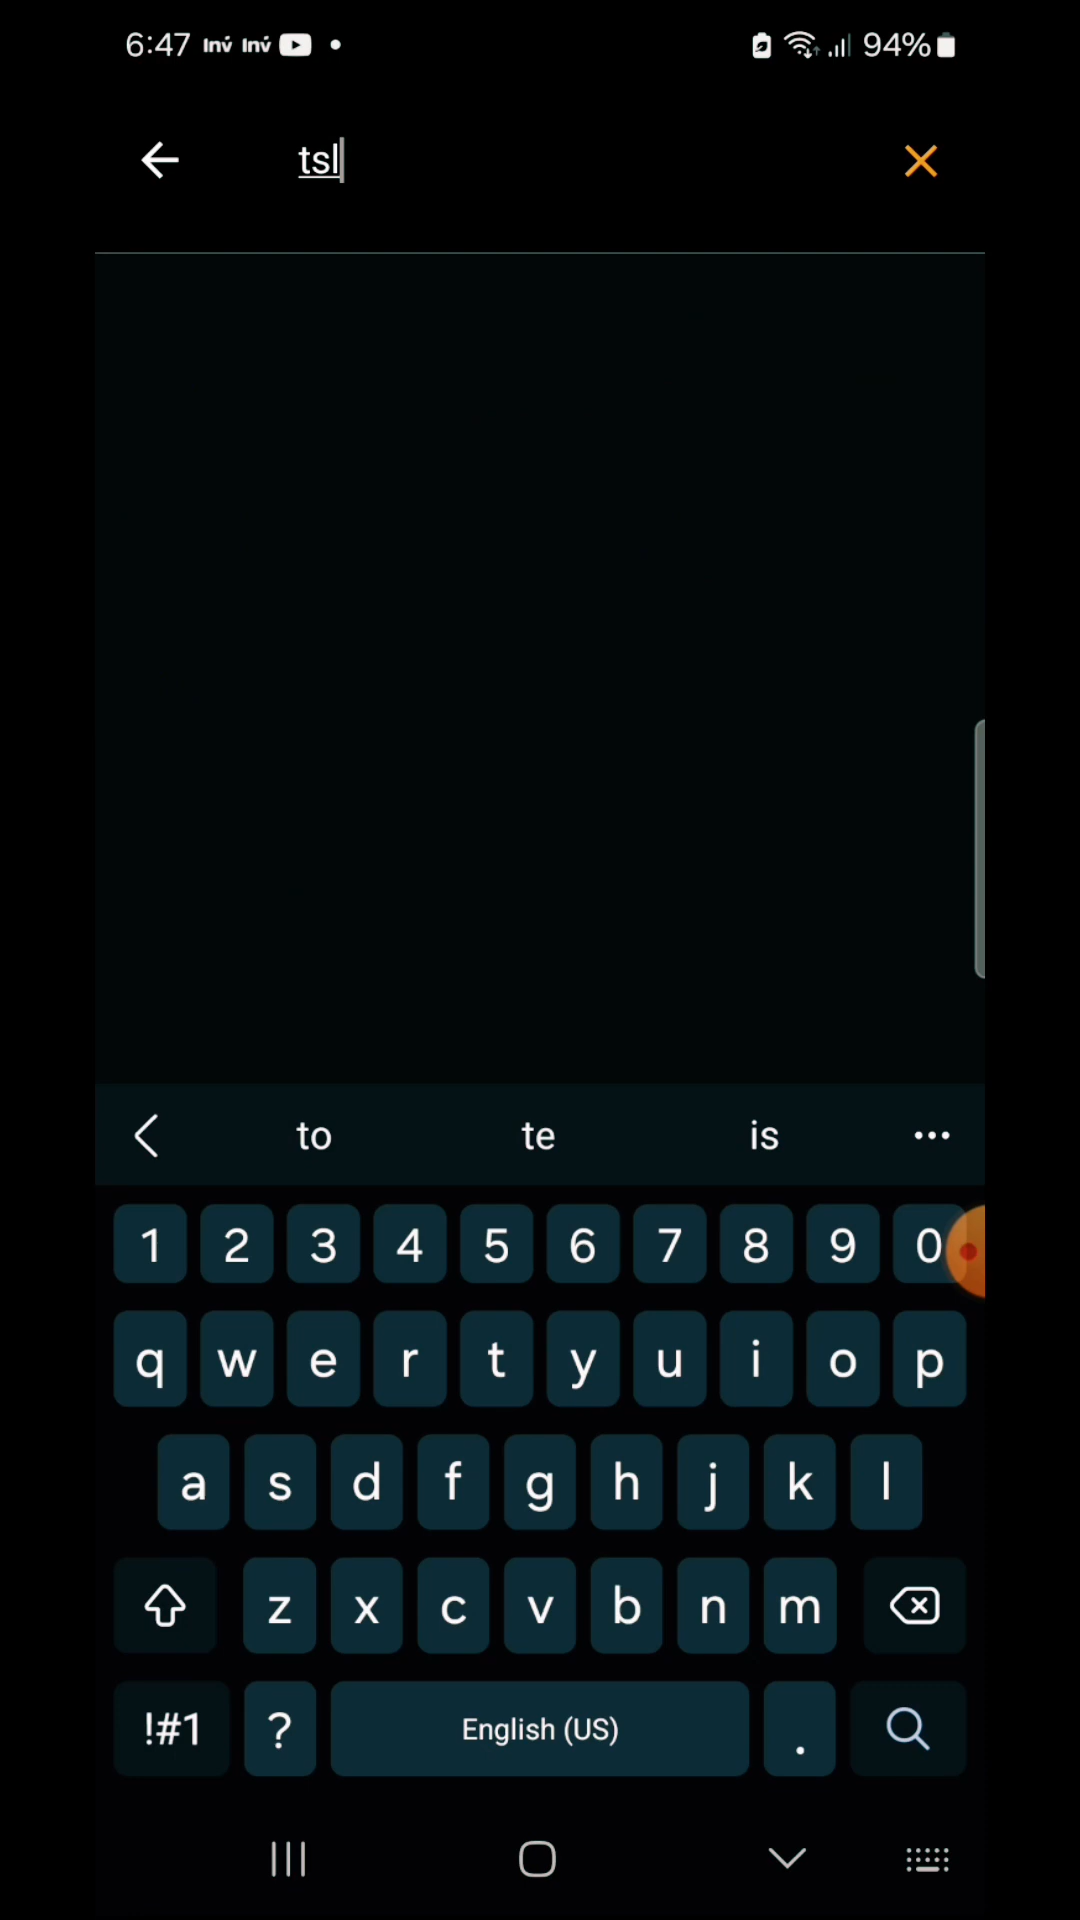 6:47 Inv Inv 94%
tsl
to te is
1 2 3 4 5 6 7 8 9 0
q w e r t y u i o p
a s d f g h j k l
z x c v b n m
!#1 ? English (US) .